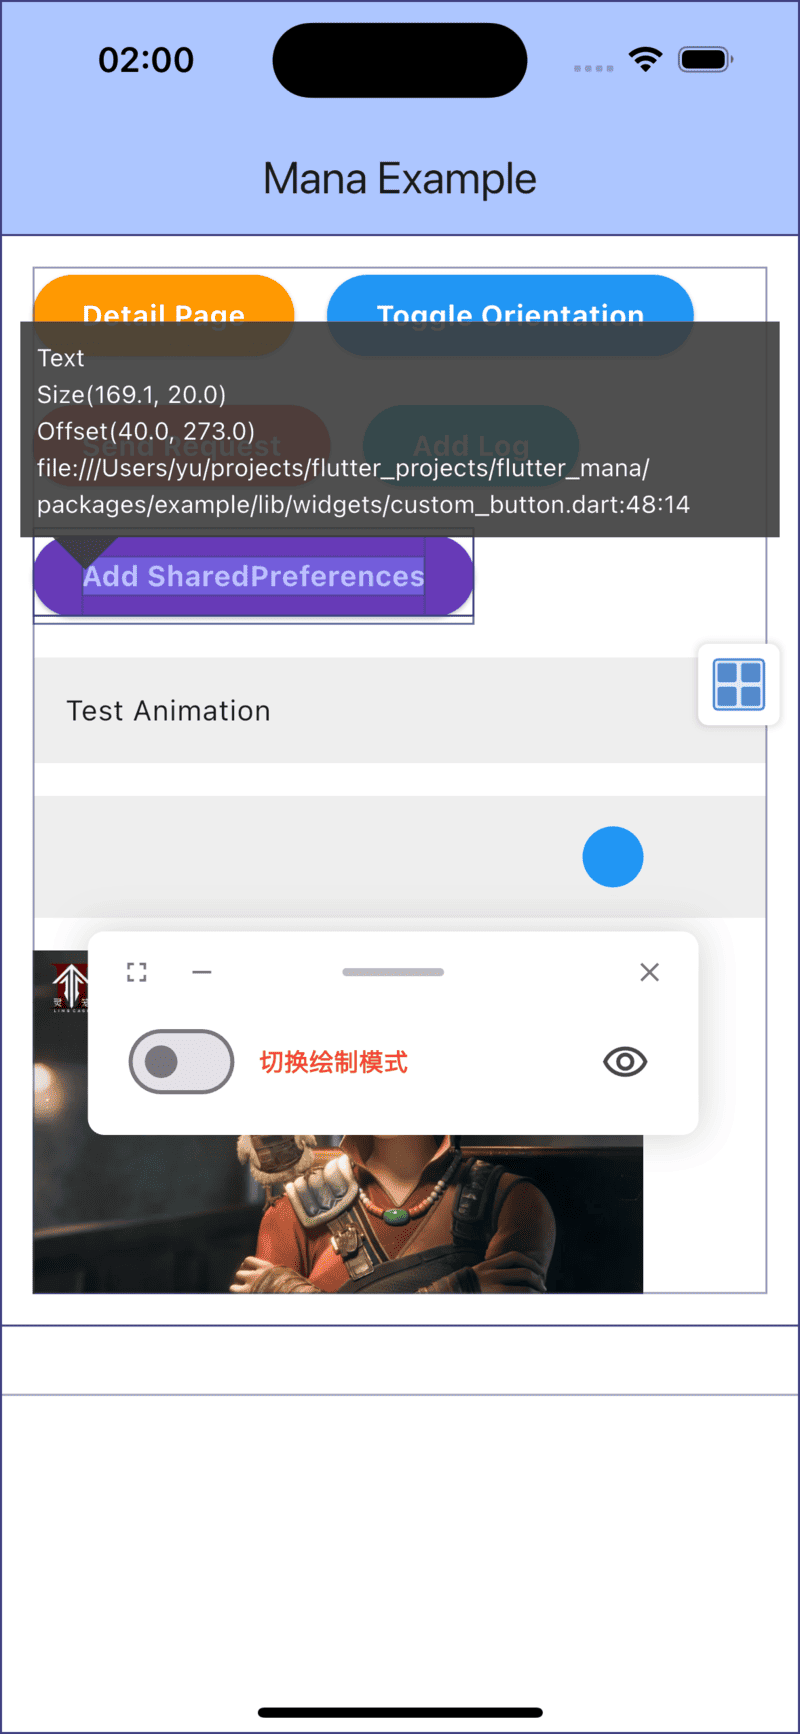 02:00
Mana Example
Detail Page
Toggle Orientation
Text
Size(169.1, 20.0)
Offset(40.0, 273.0)
Send Request
Add Log
file:///Users/yu/projects/flutter_projects/flutter_mana/
packages/example/lib/widgets/custom_button.dart:48:14
Add SharedPreferences
Test Animation
灵笼
切换绘制模式